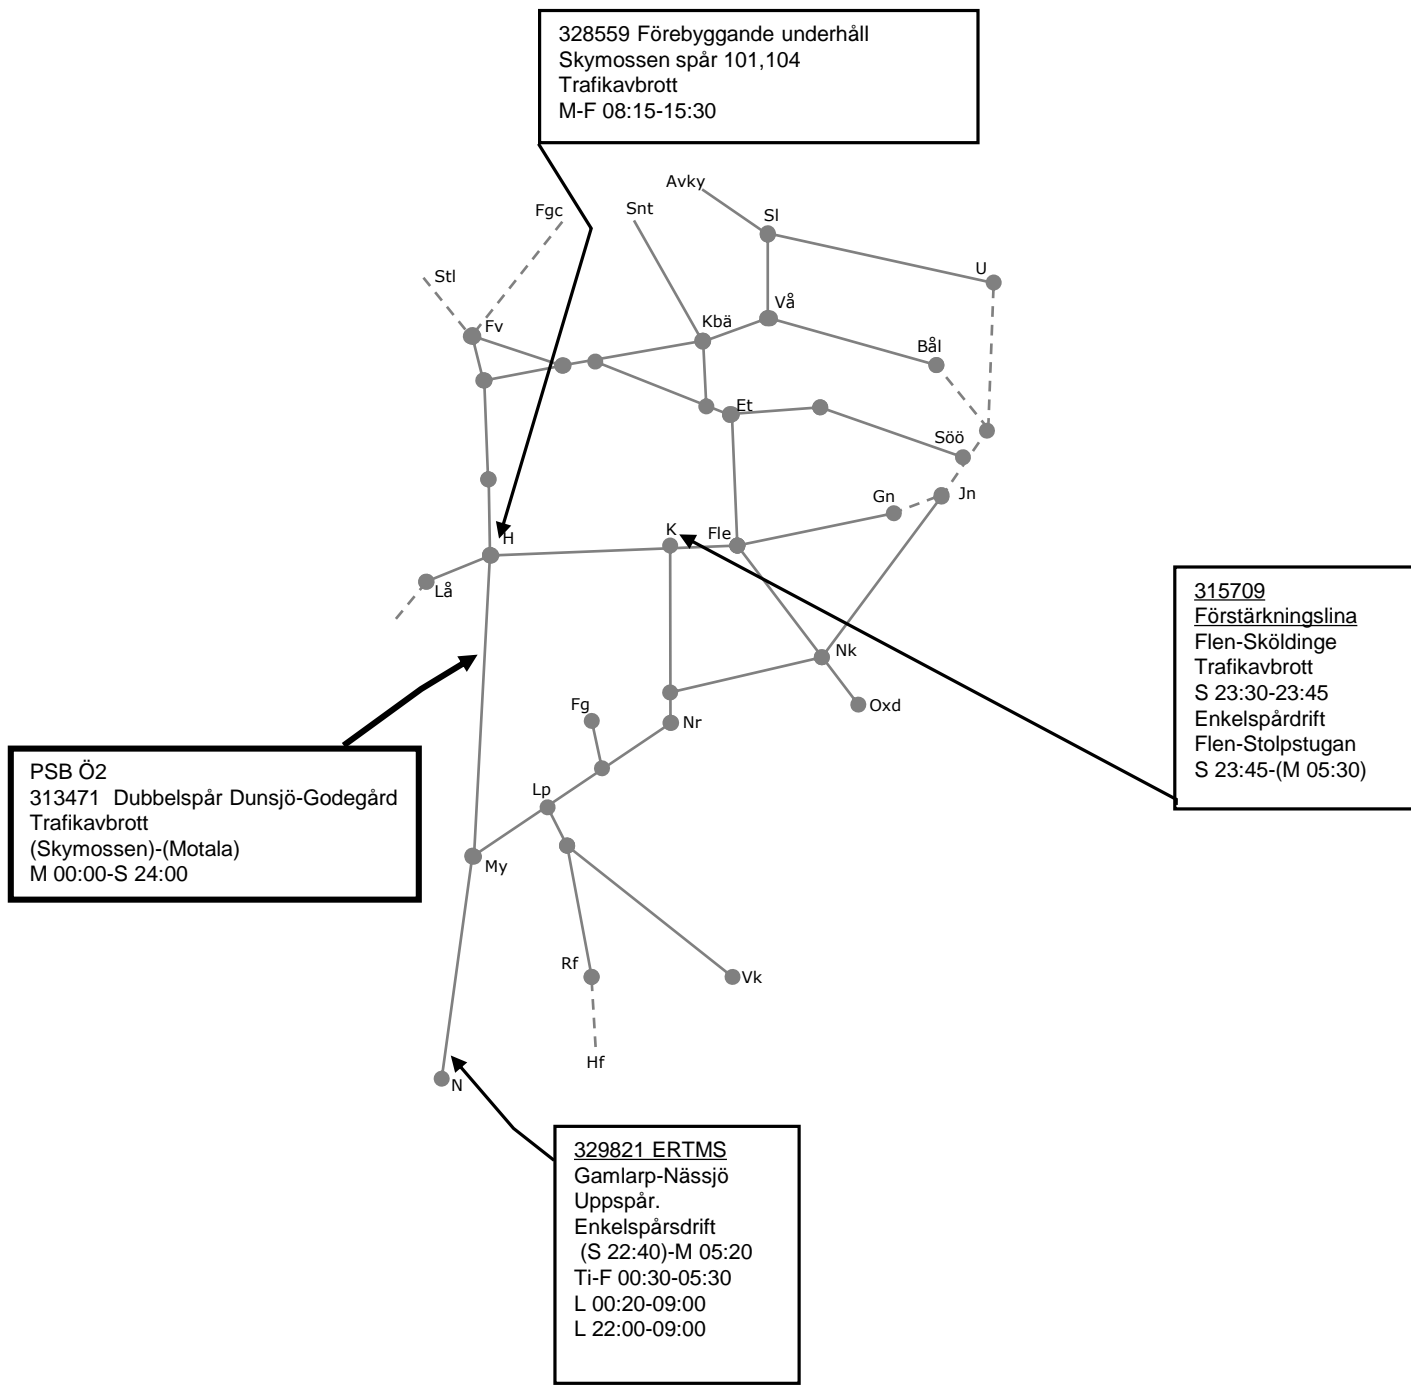 328559 Förebyggande underhåll
Skymossen spår 101,104
Trafikavbrott
M-F 08:15-15:30
Avky
Snt
Fgc
Sl
Stl
U
Vå
Fv
Kbä
Bål
Et
Söö
Gn
Jn
K
Fle
H
Lå
315709
Förstärkningslina
Flen-Sköldinge
Trafikavbrott
S 23:30-23:45
Enkelspårdrift
Flen-Stolpstugan
S 23:45-(M 05:30)
Nk
Oxd
Fg
Nr
PSB Ö2
313471  Dubbelspår Dunsjö-Godegård
Trafikavbrott
(Skymossen)-(Motala)
M 00:00-S 24:00
Lp
My
Rf
Vk
Hf
N
329821 ERTMS
Gamlarp-Nässjö
Uppspår.
Enkelspårsdrift
(S 22:40)-M 05:20
Ti-F 00:30-05:30
L 00:20-09:00
L 22:00-09:00